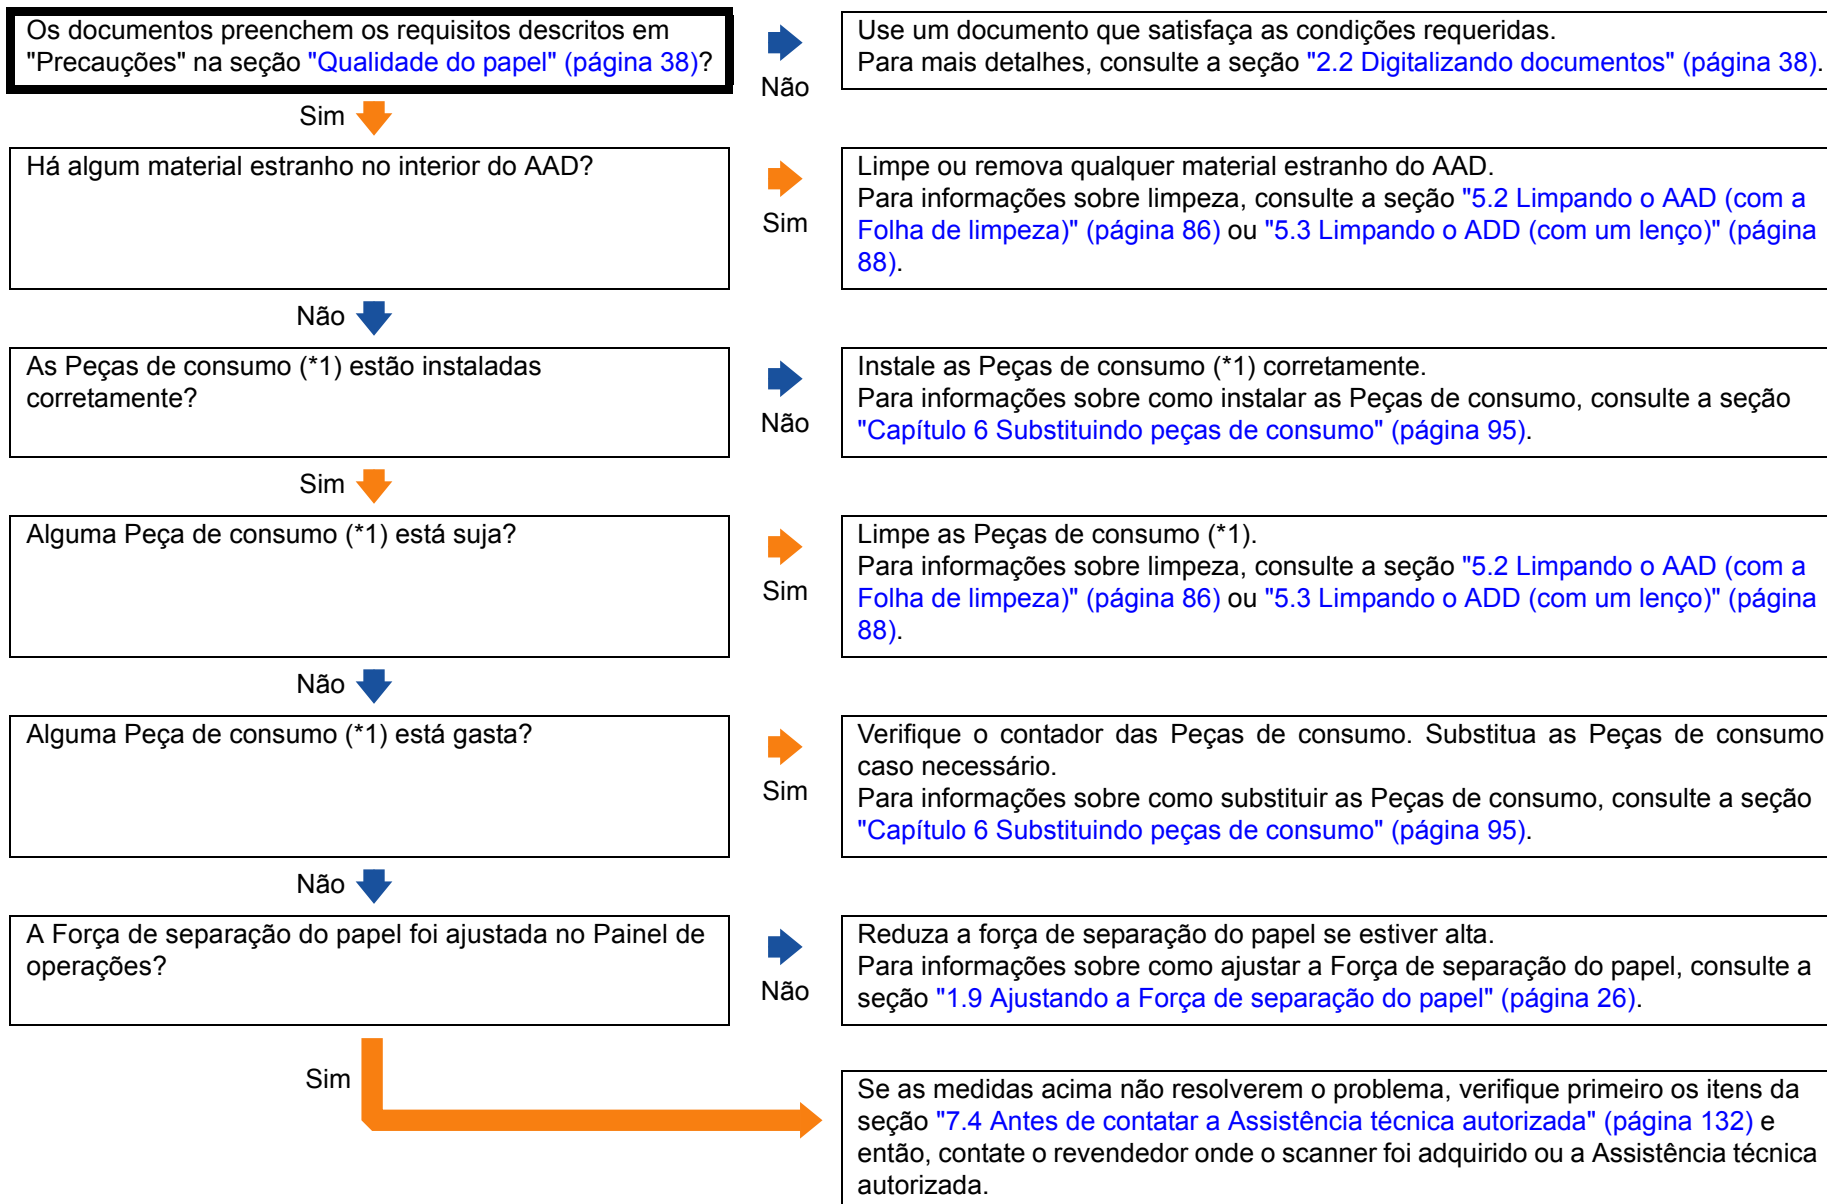 Os documentos preenchem os requisitos descritos em
"Precauções" na seção "Qualidade do papel" (página 38)?
Não
Use um documento que satisfaça as condições requeridas.
Para mais detalhes, consulte a seção "2.2 Digitalizando documentos" (página 38).
Sim
Há algum material estranho no interior do AAD?
Sim
Limpe ou remova qualquer material estranho do AAD.
Para informações sobre limpeza, consulte a seção "5.2 Limpando o AAD (com a
Folha de limpeza)" (página 86) ou "5.3 Limpando o ADD (com um lenço)" (página
88).
Não
As Peças de consumo (*1) estão instaladas
corretamente?
Não
Instale as Peças de consumo (*1) corretamente.
Para informações sobre como instalar as Peças de consumo, consulte a seção
"Capítulo 6 Substituindo peças de consumo" (página 95).
Sim
Alguma Peça de consumo (*1) está suja?
Sim
Limpe as Peças de consumo (*1).
Para informações sobre limpeza, consulte a seção "5.2 Limpando o AAD (com a
Folha de limpeza)" (página 86) ou "5.3 Limpando o ADD (com um lenço)" (página
88).
Não
Alguma Peça de consumo (*1) está gasta?
Sim
Verifique o contador das Peças de consumo. Substitua as Peças de consumo
caso necessário.
Para informações sobre como substituir as Peças de consumo, consulte a seção
"Capítulo 6 Substituindo peças de consumo" (página 95).
Não
A Força de separação do papel foi ajustada no Painel de
operações?
Não
Reduza a força de separação do papel se estiver alta.
Para informações sobre como ajustar a Força de separação do papel, consulte a
seção "1.9 Ajustando a Força de separação do papel" (página 26).
Sim
Se as medidas acima não resolverem o problema, verifique primeiro os itens da
seção "7.4 Antes de contatar a Assistência técnica autorizada" (página 132) e
então, contate o revendedor onde o scanner foi adquirido ou a Assistência técnica
autorizada.